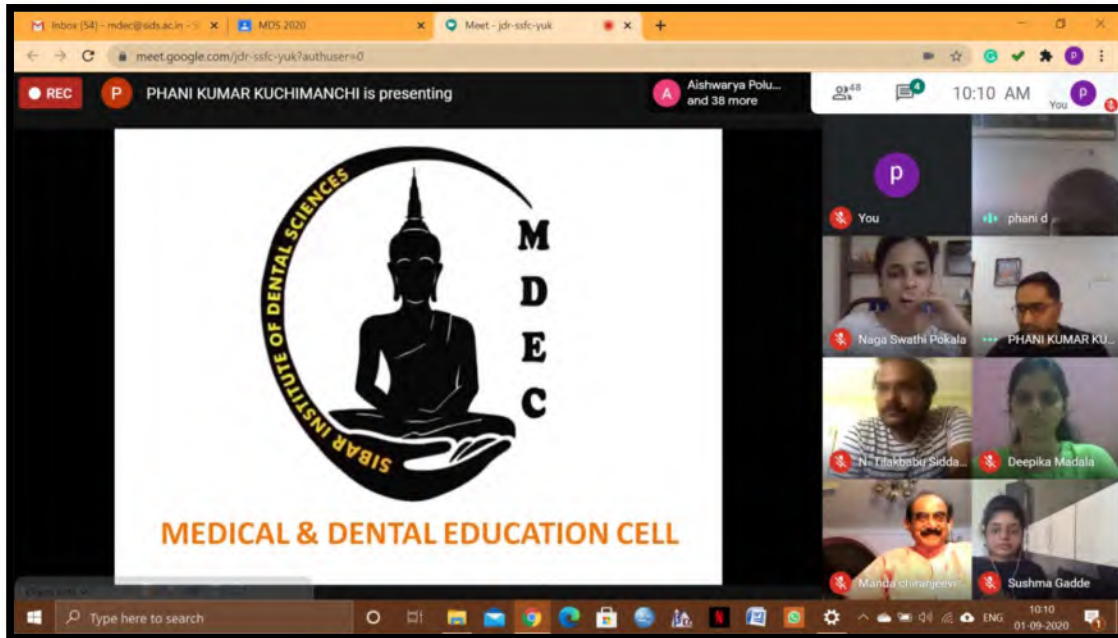 Inbox (54) - mdec@sids.ac.in - S
MDS 2020
Meet - jdr-ssfc-yuk
meet.google.com/jdr-ssfc-yuk?authuser=0
REC
P
PHANI KUMAR KUCHIMANCHI is presenting
A
Aishwarya Polu...
and 38 more
48
4
10:10 AM
You
P
SIBAR INSTITUTE OF DENTAL SCIENCES
M
D
E
C
MEDICAL & DENTAL EDUCATION CELL
p
You
phani d
Naga Swathi Pokala
PHANI KUMAR KU...
N. Tilakbabu Sidda...
Deepika Madala
Manda chiranjeevi
Sushma Gadde
Type here to search
ENG
10:10
01-09-2020